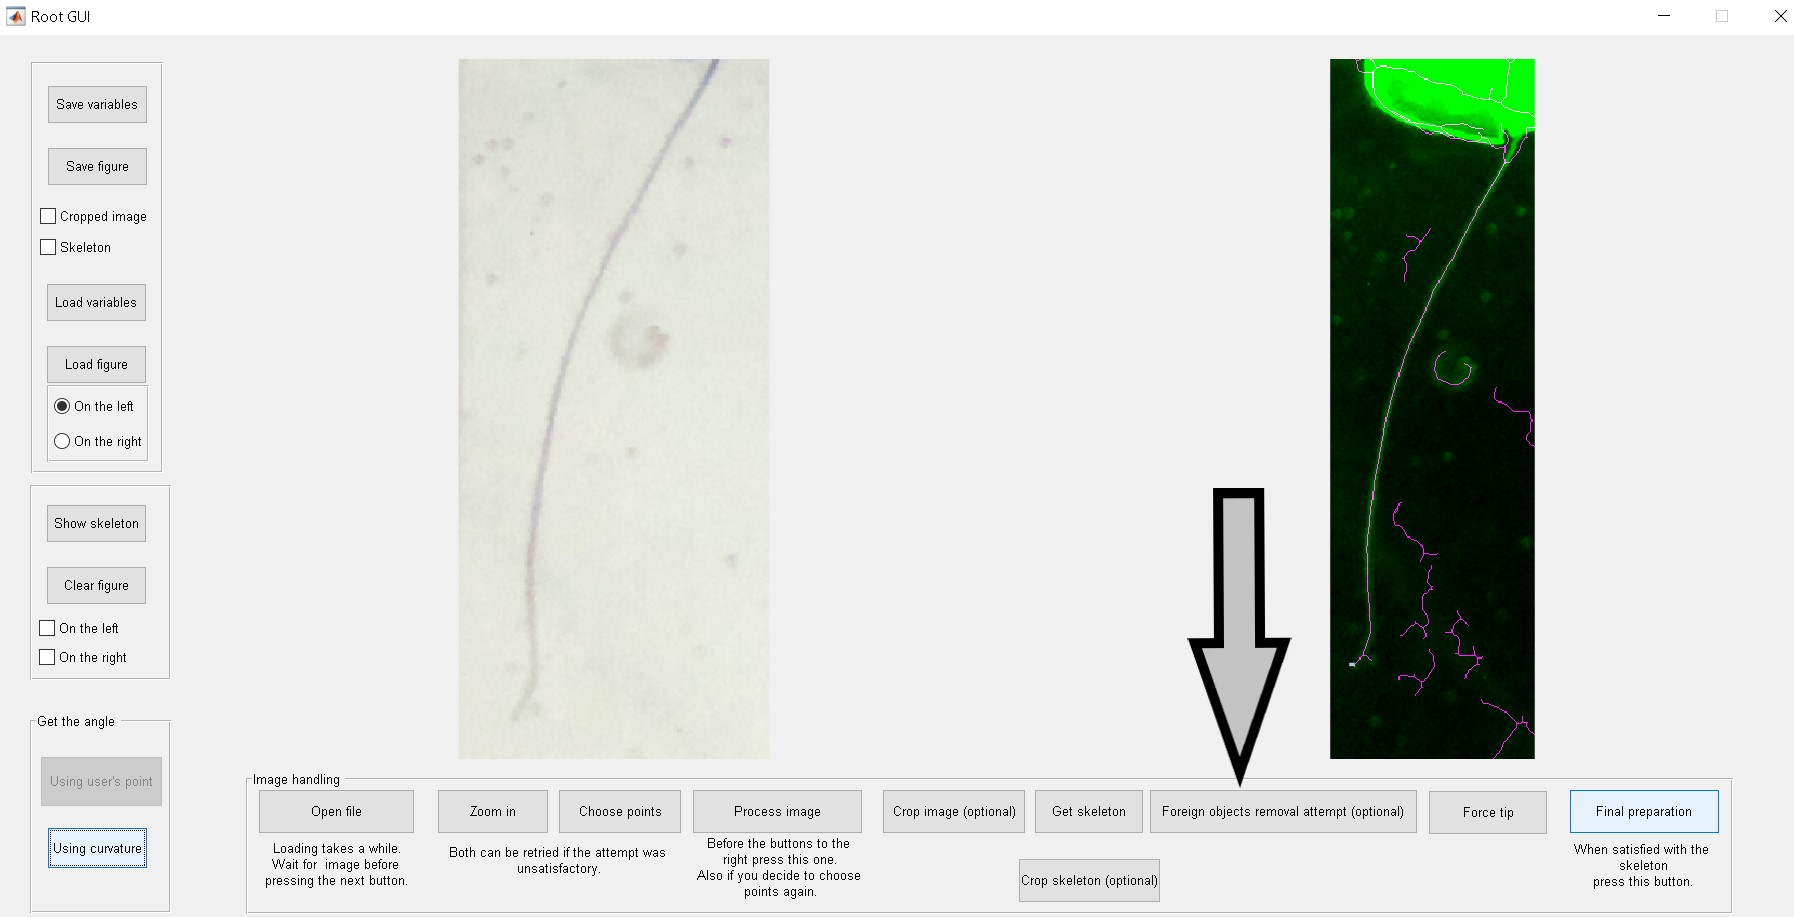 Root GUI
Save variables
Save figure
Cropped image
Skeleton
Load variables
Load figure
On the left
On the right
Show skeleton
Clear figure
On the left
On the right
Get the angle
Using user's point
Using curvature
Image handling
Open file
Loading takes a while.
Wait for  image before
pressing the next button.
Zoom in
Choose points
Both can be retried if the attempt was
unsatisfactory.
Process image
Before the buttons to the
right press this one.
Also if you decide to choose
points again.
Crop image (optional)
Get skeleton
Crop skeleton (optional)
Foreign objects removal attempt (optional)
Force tip
Final preparation
When satisfied with the
skeleton
press this button.